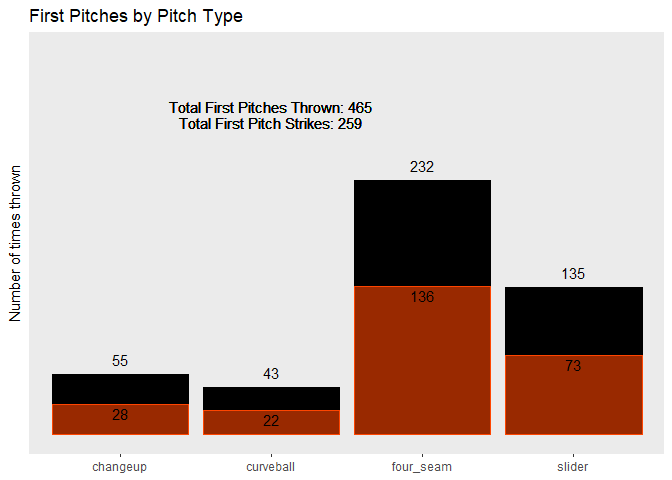 First Pitches by Pitch Type
Total First Pitches Thrown: 465
Total First Pitch Strikes: 259
Number of times thrown
55
43
232
135
28
22
136
73
changeup
curveball
four_seam
slider